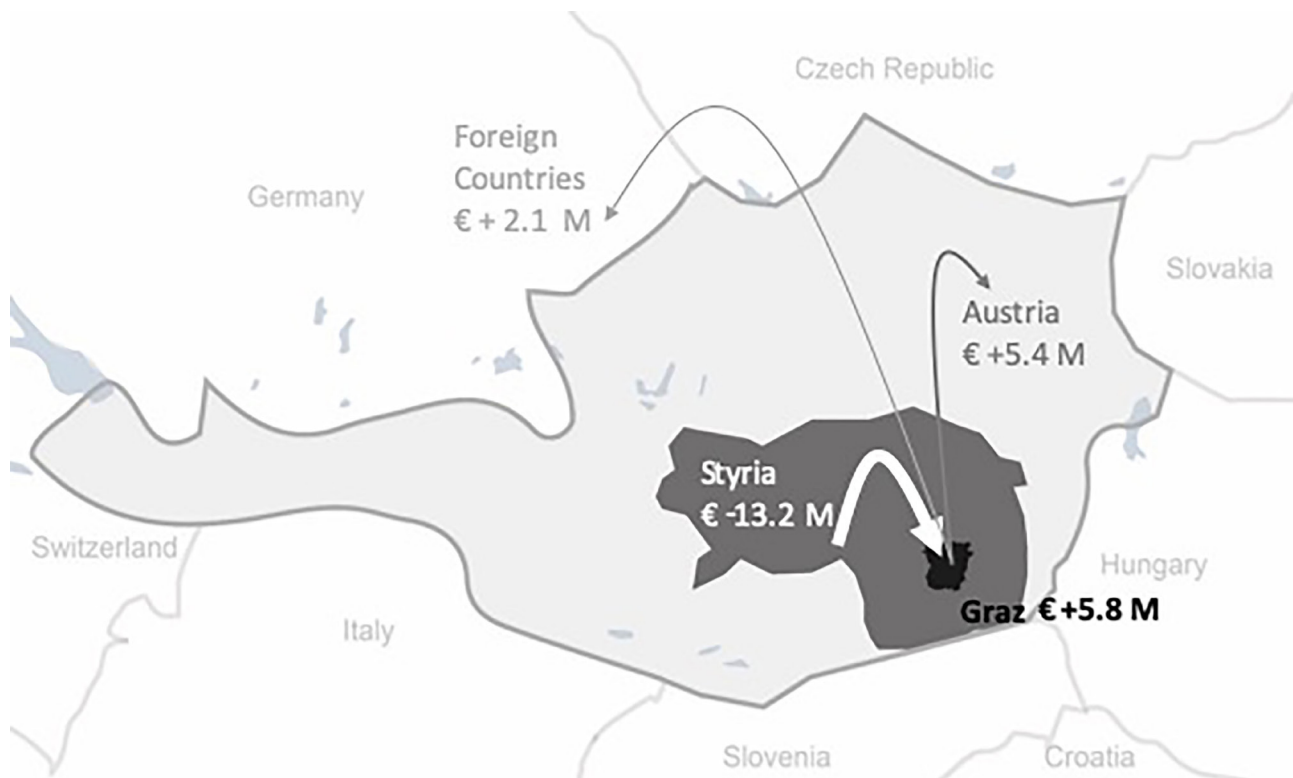 Czech Republic
Foreign
Countries
€ + 2.1 M
Germany
Slovakia
Austria
€ +5.4 M
Styria
€ -13.2 M
Switzerland
Hungary
Graz €+5.8 M
Italy
Slovenia
Croatia